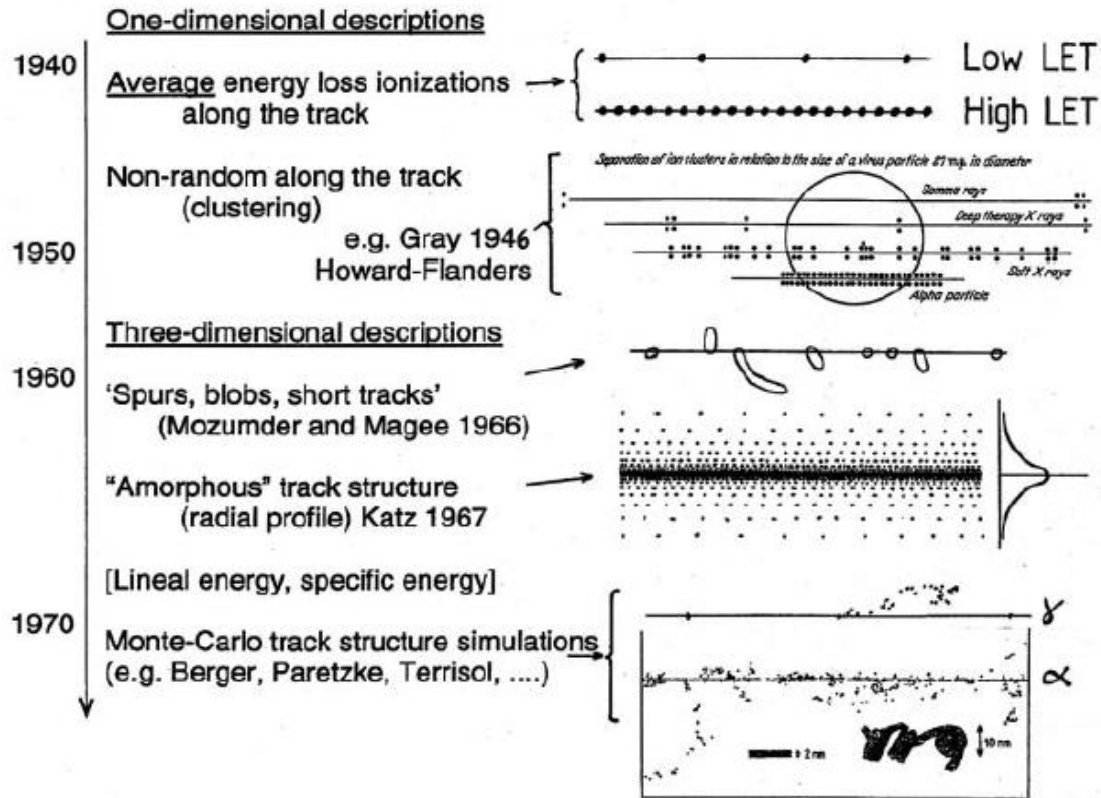 One-dimensional descriptions
1940
Average energy loss ionizations
along the track
Low LET
High LET
Non-random along the track
(clustering)
e.g. Gray 1946
Howard-Flanders
1950
Separation of ion clusters in relation to the size of a virus particle 27 mμ in diameter
Gamma rays
Deep therapy X rays
Soft X rays
Alpha particle
Three-dimensional descriptions
1960
'Spurs, blobs, short tracks'
(Mozumder and Magee 1966)
"Amorphous" track structure
(radial profile) Katz 1967
[Lineal energy, specific energy]
1970
Monte-Carlo track structure simulations
(e.g. Berger, Paretzke, Terrisol, ....)
γ
α
2 nm
10 nm